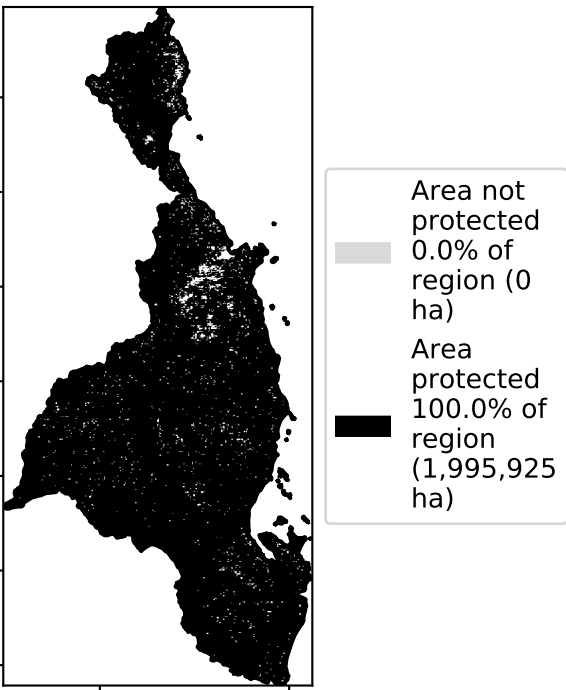 Area not
protected
0.0% of
region (0
ha)
Area
protected
100.0% of
region
(1,995,925
ha)